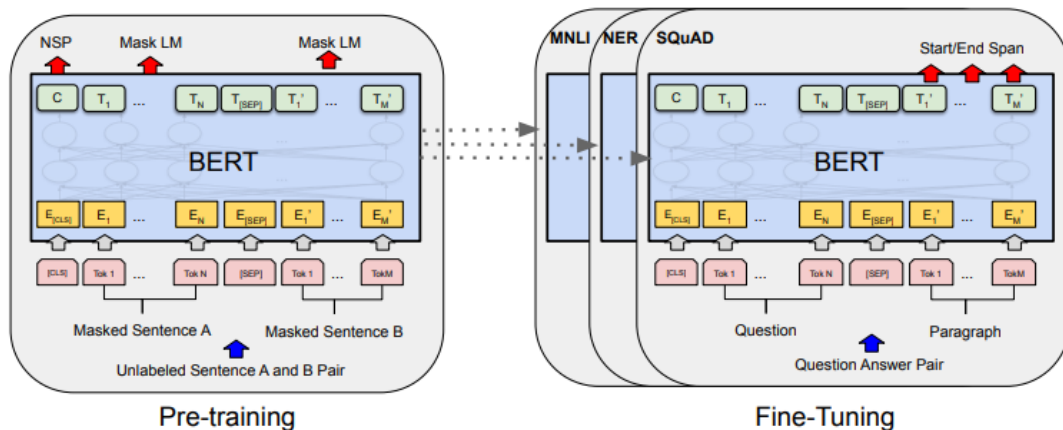 NSP Mask LM Mask LM
C T1 ... TN T[SEP] T1' ... TM'
...
BERT
...
E[CLS] E1 ... EN E[SEP] E1' ... EM'
[CLS] Tok 1 ... Tok N [SEP] Tok 1 ... TokM
Masked Sentence A Masked Sentence B
Unlabeled Sentence A and B Pair
Pre-training
MNLI NER SQuAD
Start/End Span
C T1 ... TN T[SEP] T1' ... TM'
...
BERT
...
E[CLS] E1 ... EN E[SEP] E1' ... EM'
[CLS] Tok 1 ... Tok N [SEP] Tok 1 ... TokM
Question Paragraph
Question Answer Pair
Fine-Tuning